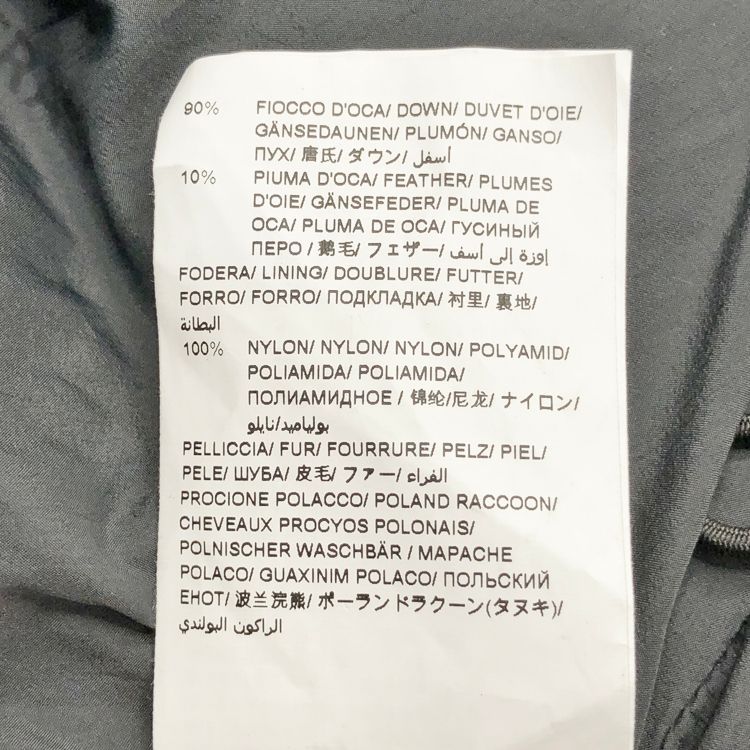 90% FIOCCO D'OCA/ DOWN/ DUVET D'OIE/
GÄNSEDAUNEN/ PLUMÓN/ GANSO/
ПУХ/ 唐氏/ ダウン/ أسفل/
10% PIUMA D'OCA/ FEATHER/ PLUMES
D'OIE/ GÄNSEFEDER/ PLUMA DE
OCA/ PLUMA DE OCA/ ГУСИНЫЙ
ПЕРО / 鹅毛/ フェザー/ إوزة إلى أسف/
FODERA/ LINING/ DOUBLURE/ FUTTER/
FORRO/ FORRO/ ПОДКЛАДКА/ 衬里/ 裏地/
البطانة
100% NYLON/ NYLON/ NYLON/ POLYAMID/
POLIAMIDA/ POLIAMIDA/
ПОЛИАМИДНОЕ / 锦纶/尼龙/ ナイロン/
بولياميد/نايلو
PELLICCIA/ FUR/ FOURRURE/ PELZ/ PIEL/
PELE/ ШУБА/ 皮毛/ ファー/ الفراء/
PROCIONE POLACCO/ POLAND RACCOON/
CHEVEAUX PROCYOS POLONAIS/
POLNISCHER WASCHBÄR / MAPACHE
POLACO/ GUAXINIM POLACO/ ПОЛЬСКИЙ
ЕНОТ/ 波兰浣熊/ ポーランドラクーン(タヌキ)/
الراكون البولندي